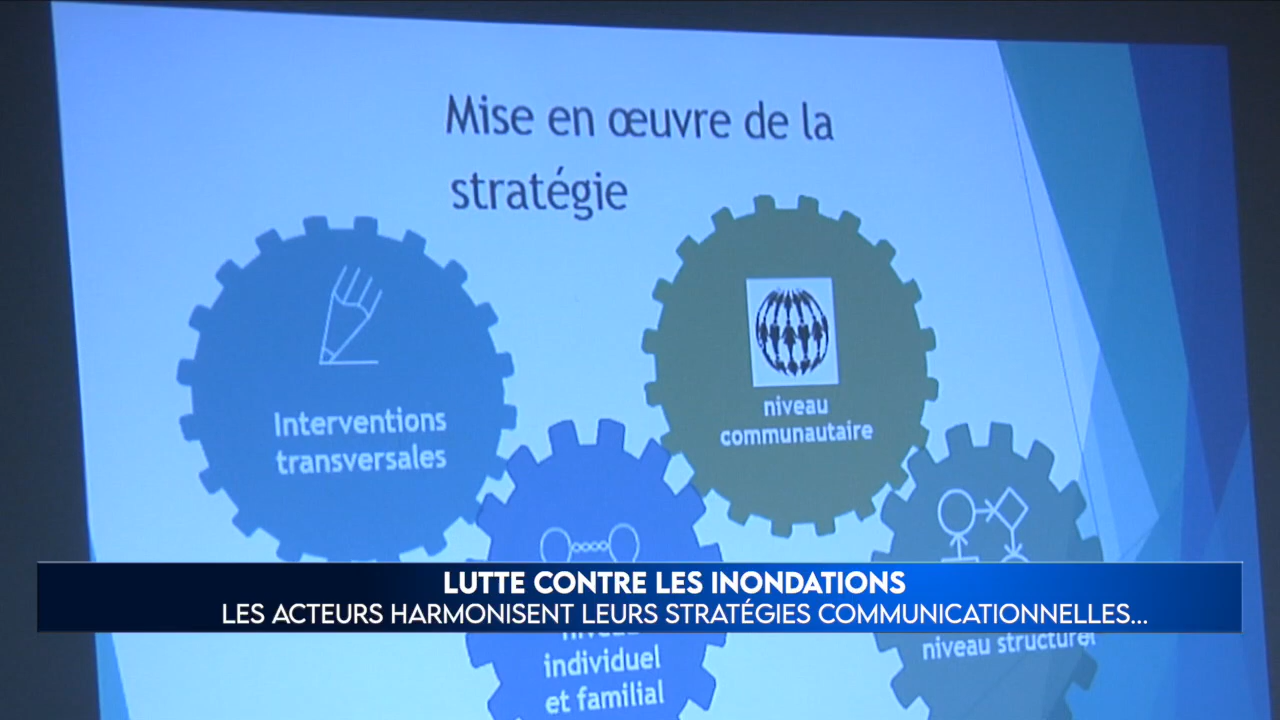 Mise en œuvre de la
stratégie
Interventions
transversales
niveau
communautaire
niveau
individuel
et familial
niveau structurel
LUTTE CONTRE LES INONDATIONS
LES ACTEURS HARMONISENT LEURS STRATÉGIES COMMUNICATIONNELLES...